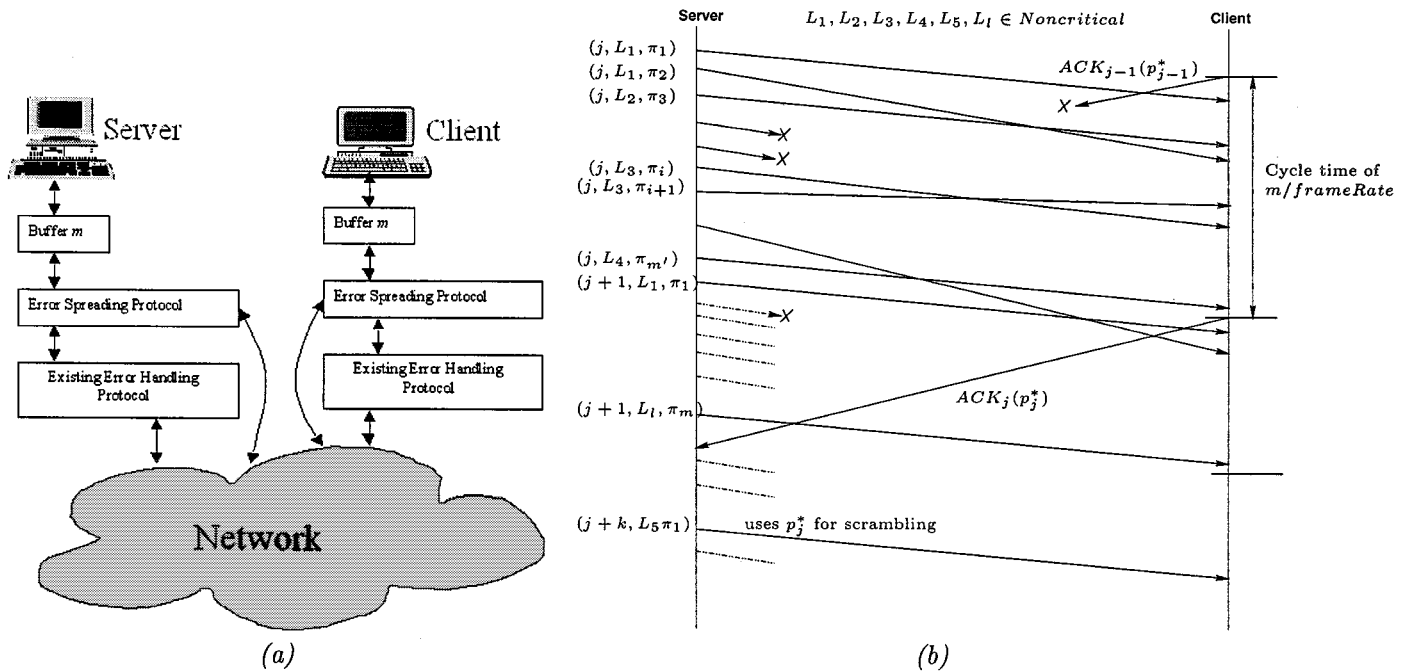 Server
Client
Buffer m
Buffer m
Error Spreading Protocol
Error Spreading Protocol
Existing Error Handling
Protocol
Existing Error Handling
Protocol
Network
(a)
Server
L₁, L₂, L₃, L₄, L₅, Lₗ ∈ Noncritical
Client
(j, L₁, π₁)
(j, L₁, π₂)
(j, L₂, π₃)
ACKⱼ₋₁(p*ⱼ₋₁)
X
X
X
(j, L₃, πᵢ)
(j, L₃, πᵢ₊₁)
Cycle time of
m/frameRate
(j, L₄, π_{m'})
(j + 1, L₁, π₁)
X
ACKⱼ(p*ⱼ)
(j + 1, Lₗ, πₘ)
(j + k, L₅π₁)
uses p*ⱼ for scrambling
(b)